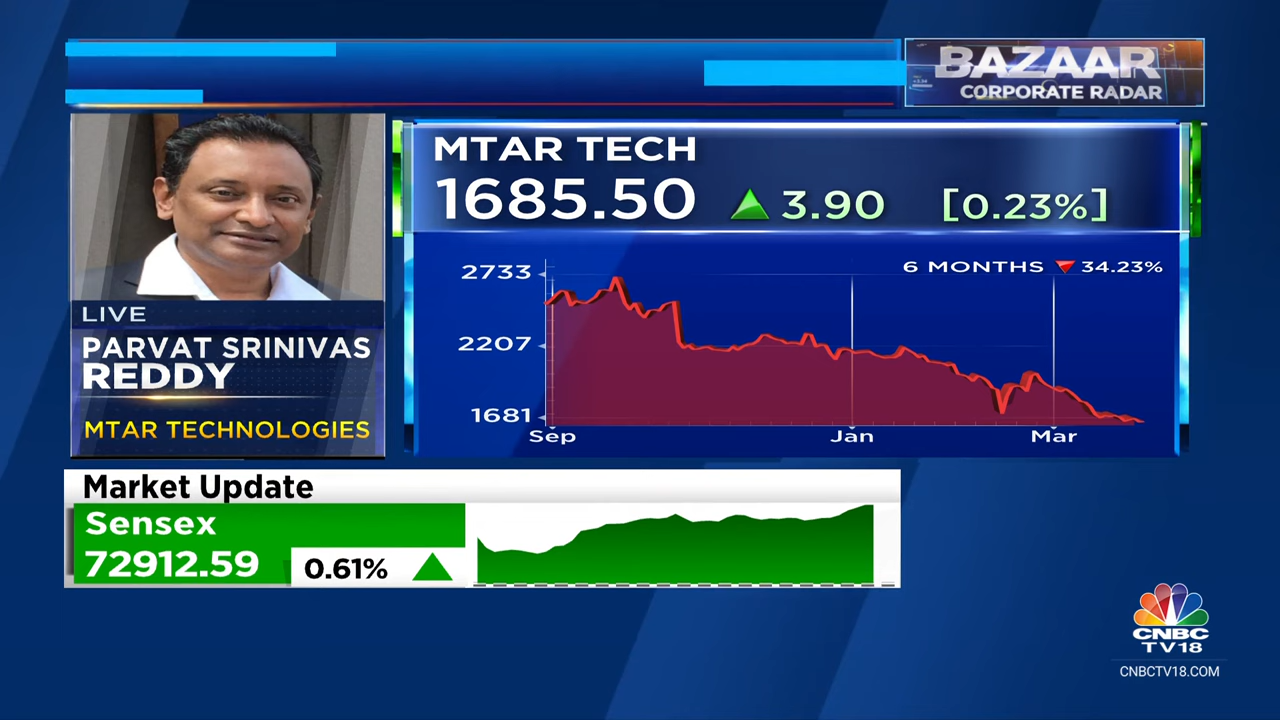 BAZAAR
CORPORATE RADAR
MTAR TECH
1685.50 ▲ 3.90 [0.23%]
6 MONTHS ▼ 34.23%
2733
2207
1681
Sep Jan Mar
LIVE
PARVAT SRINIVAS
REDDY
MTAR TECHNOLOGIES
Market Update
Sensex
72912.59 0.61% ▲
CNBC
TV18
CNBCTV18.COM